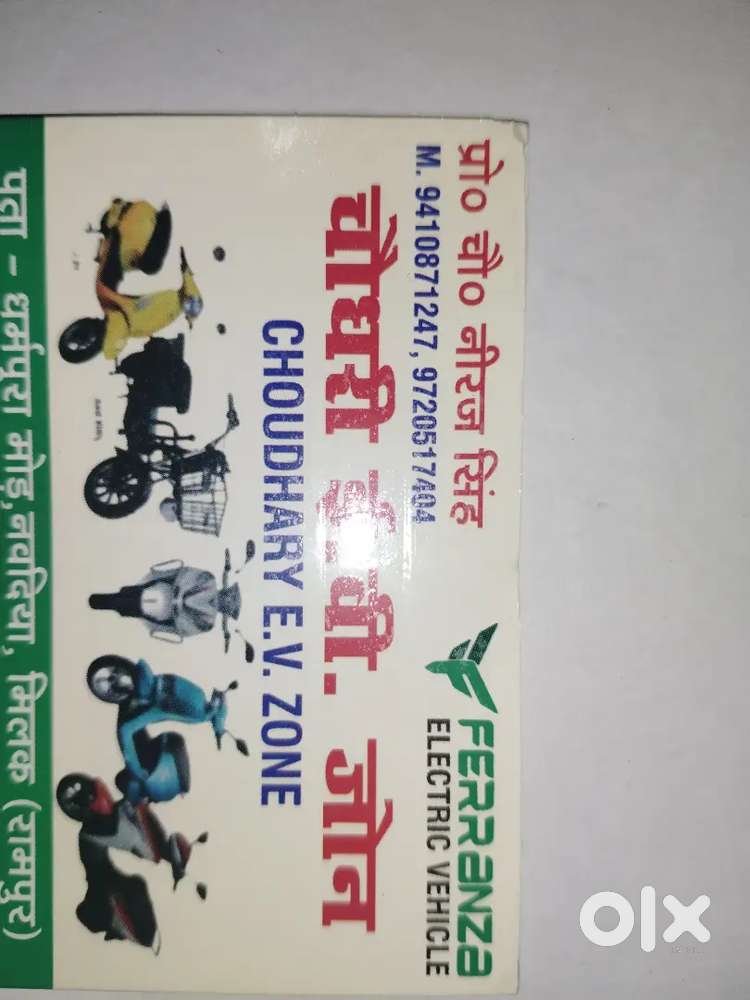 प्रो० चौ० नीरज सिंह
M. 9410871247, 9720517404
FERRANZA
ELECTRIC VEHICLE
चौधरी ई.वी. जोन
CHOUDHARY E.V. ZONE
पता - धर्मपुरा मोड़, नवदिया, मिलक (रामपुर)
olx